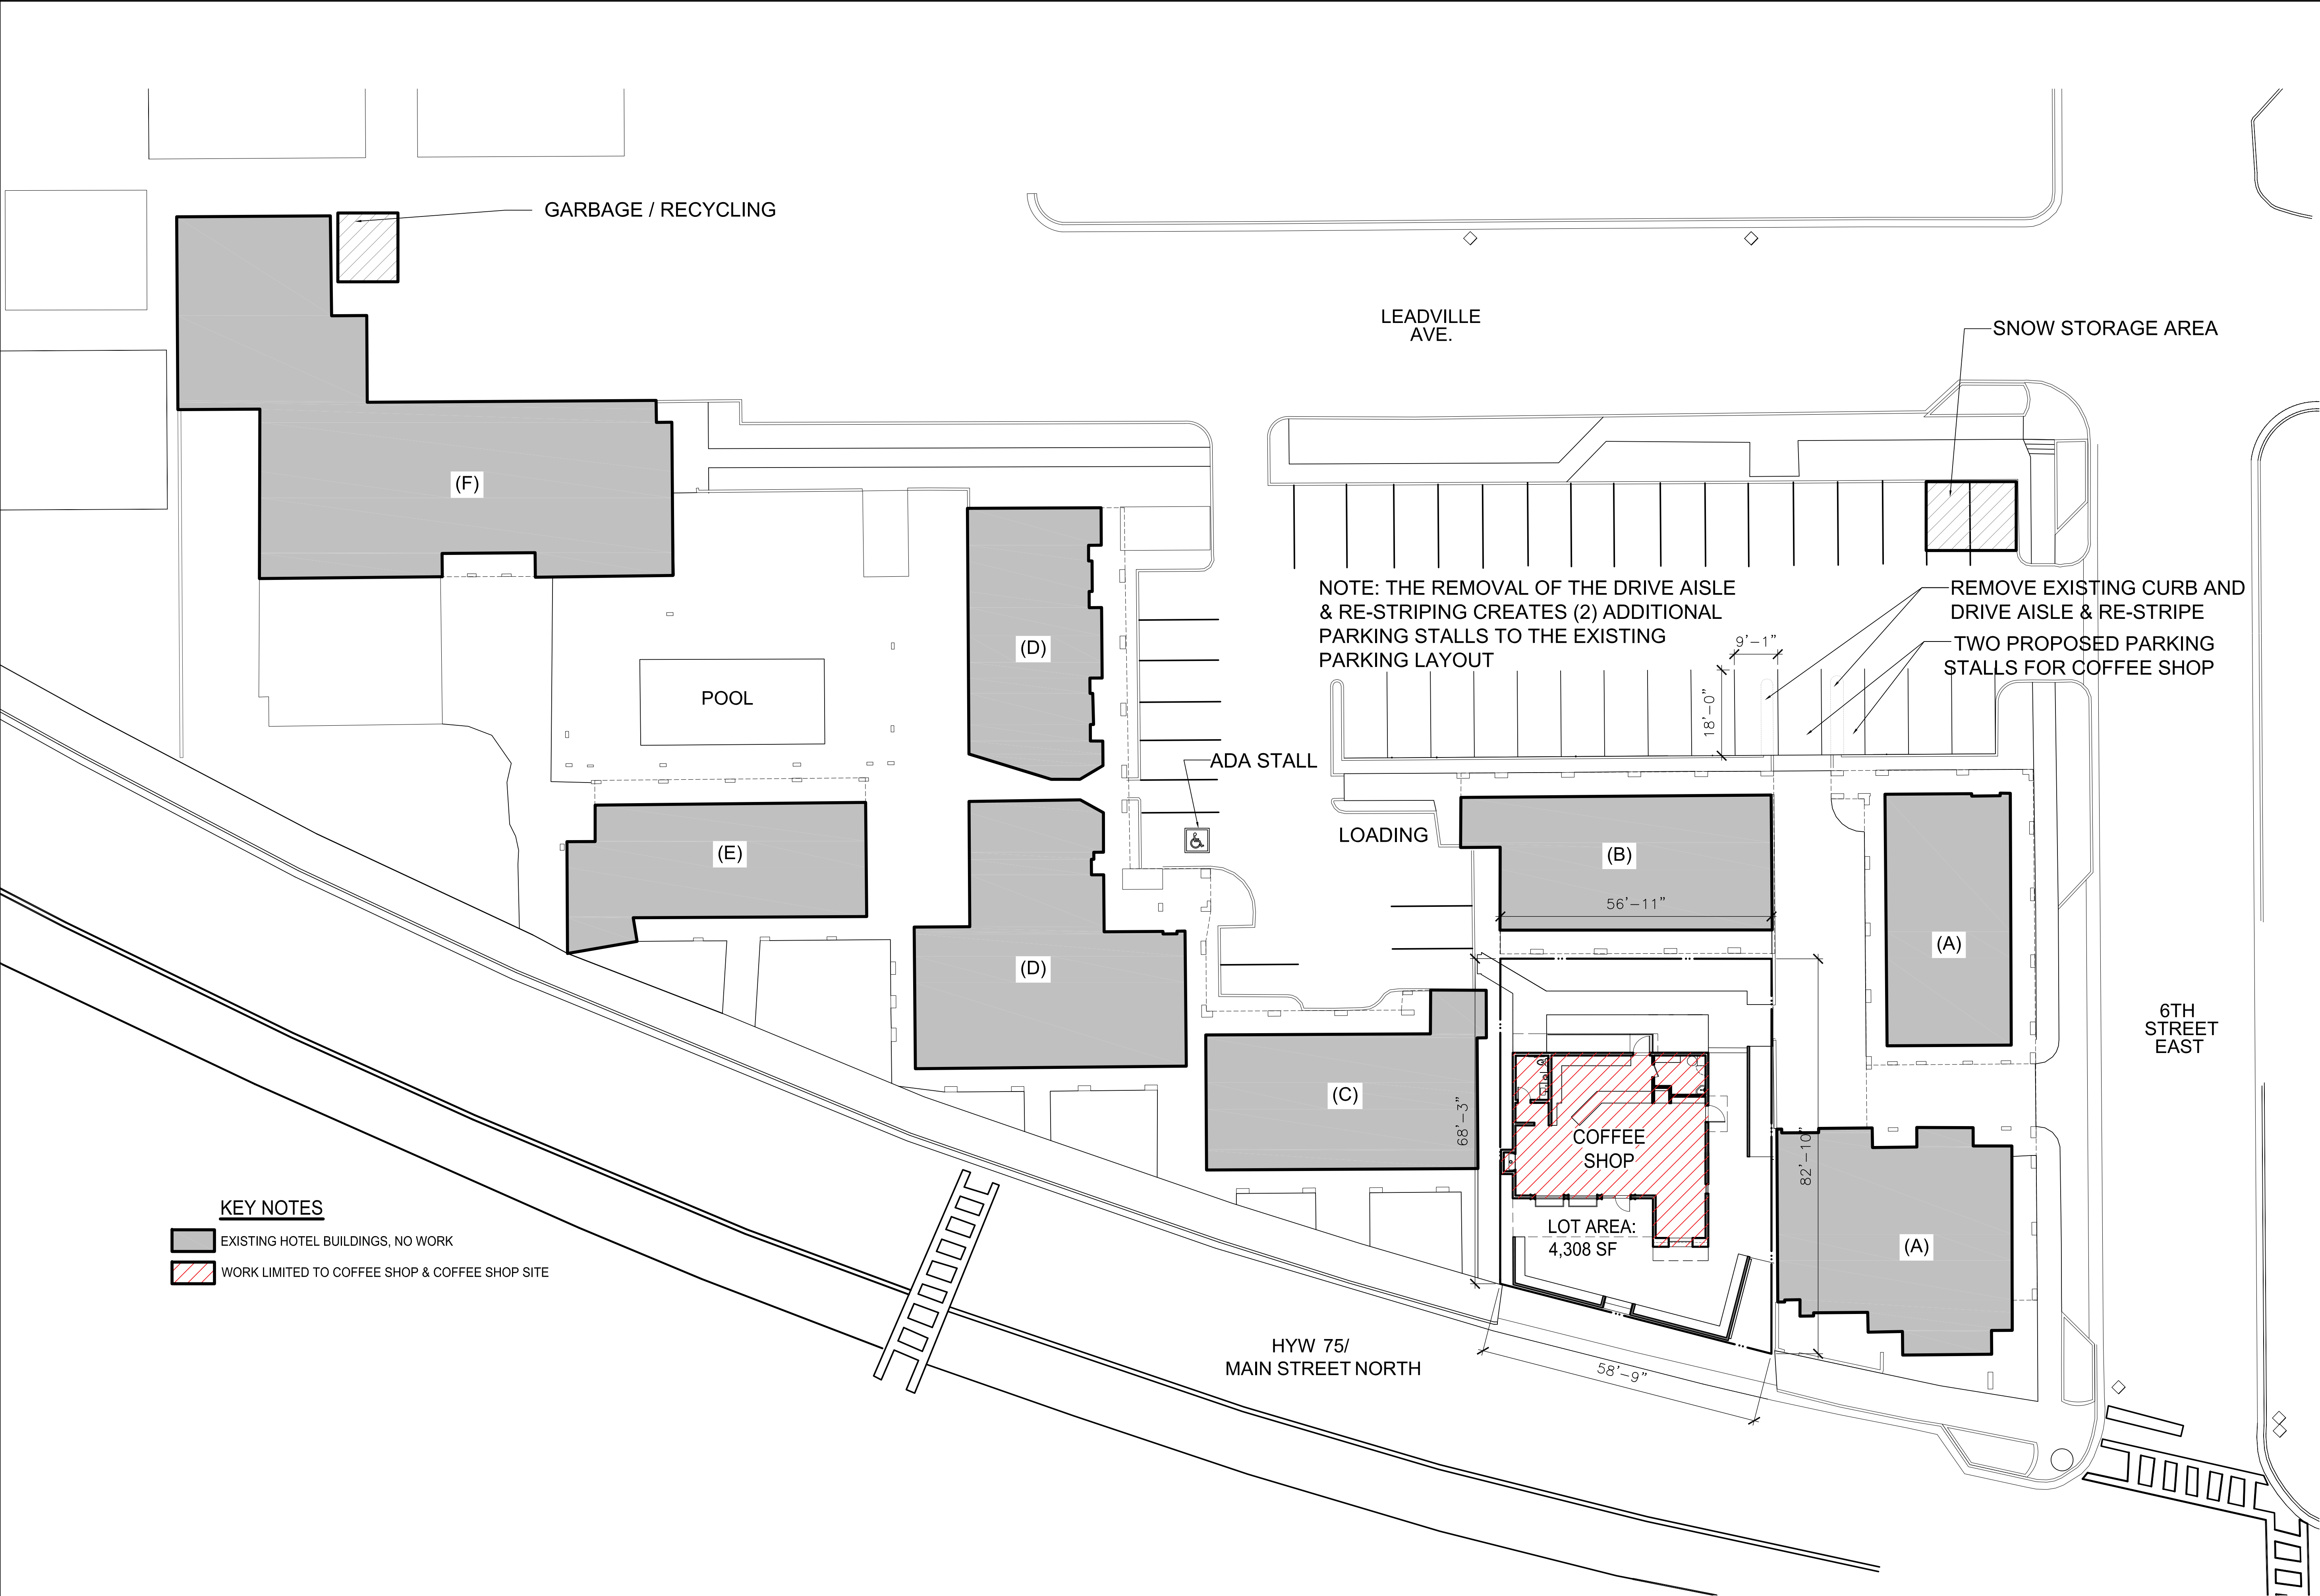 GARBAGE / RECYCLING
LEADVILLE
AVE.
SNOW STORAGE AREA
(F)
NOTE: THE REMOVAL OF THE DRIVE AISLE
& RE-STRIPING CREATES (2) ADDITIONAL
PARKING STALLS TO THE EXISTING
PARKING LAYOUT
REMOVE EXISTING CURB AND
DRIVE AISLE & RE-STRIPE
TWO PROPOSED PARKING
STALLS FOR COFFEE SHOP
9'-1"
18'-0"
(D)
POOL
ADA STALL
LOADING
(E)
(B)
56'-11"
(A)
(D)
6TH
STREET
EAST
(C)
68'-3"
COFFEE
SHOP
82'-10"
LOT AREA:
4,308 SF
(A)
KEY NOTES
EXISTING HOTEL BUILDINGS, NO WORK
WORK LIMITED TO COFFEE SHOP & COFFEE SHOP SITE
HYW 75/
MAIN STREET NORTH
58'-9"